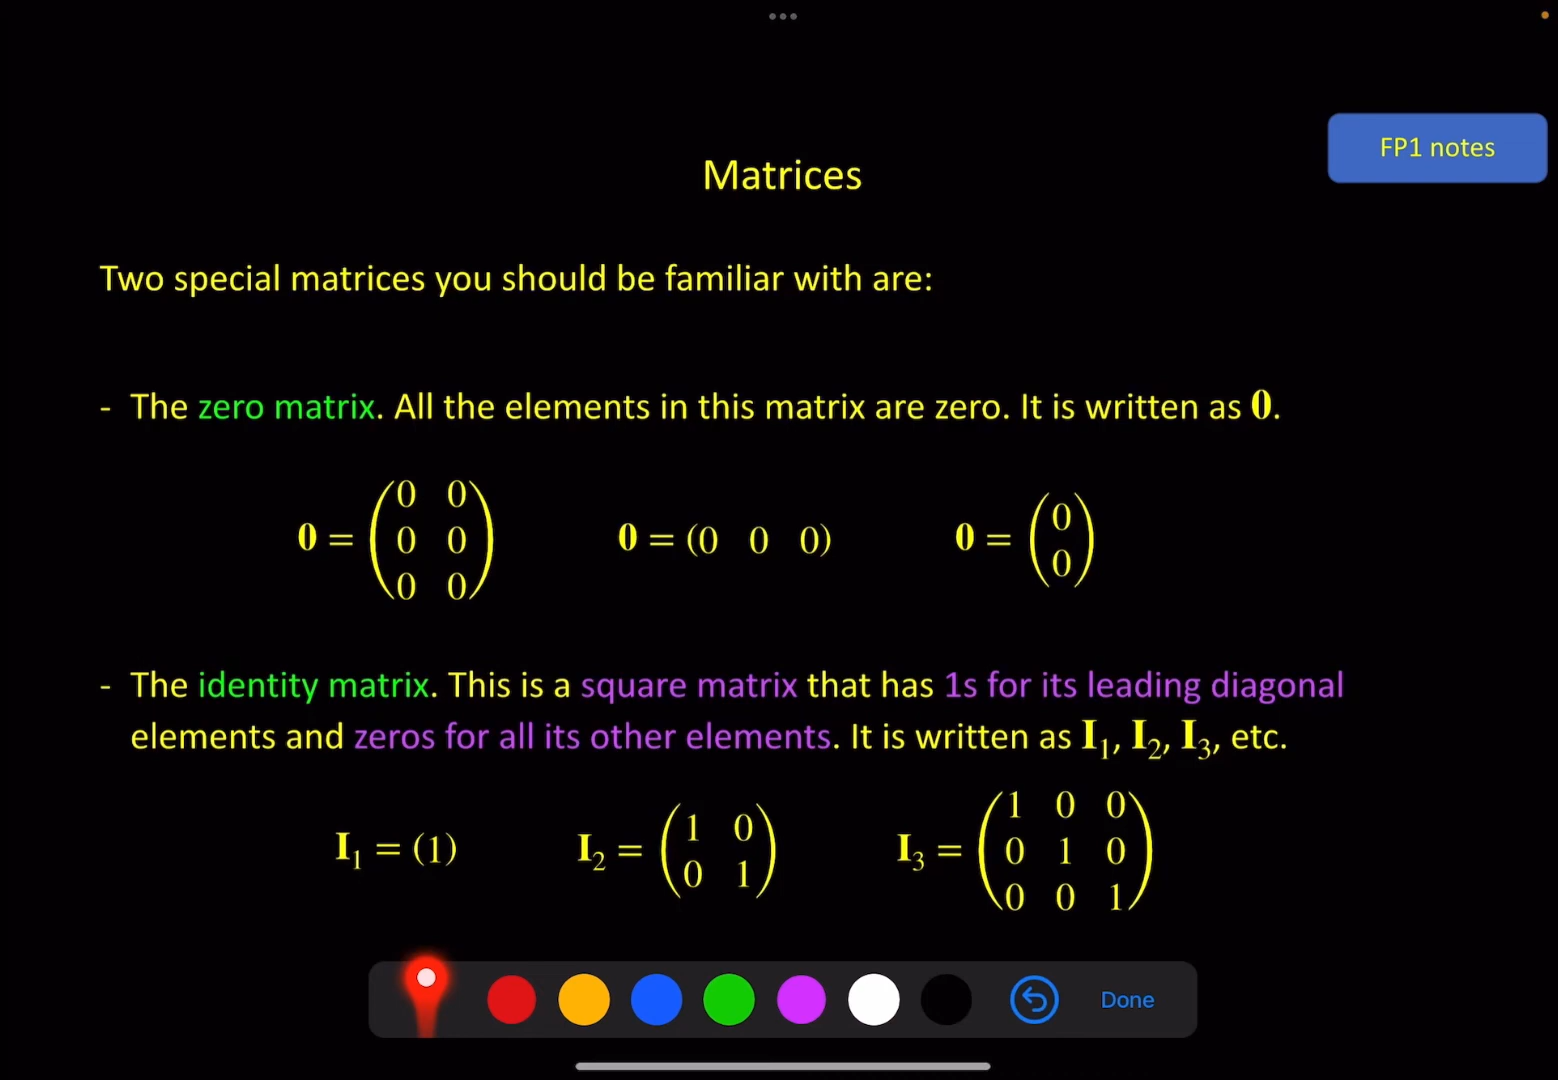 FP1 notes
Matrices
Two special matrices you should be familiar with are:
- The zero matrix. All the elements in this matrix are zero. It is written as 𝟎.
𝟎 = (0 0; 0 0; 0 0)   𝟎 = (0 0 0)   𝟎 = (0; 0)
- The identity matrix. This is a square matrix that has 1s for its leading diagonal
elements and zeros for all its other elements. It is written as 𝐈₁, 𝐈₂, 𝐈₃, etc.
𝐈₁ = (1)   𝐈₂ = (1 0; 0 1)   𝐈₃ = (1 0 0; 0 1 0; 0 0 1)
Done